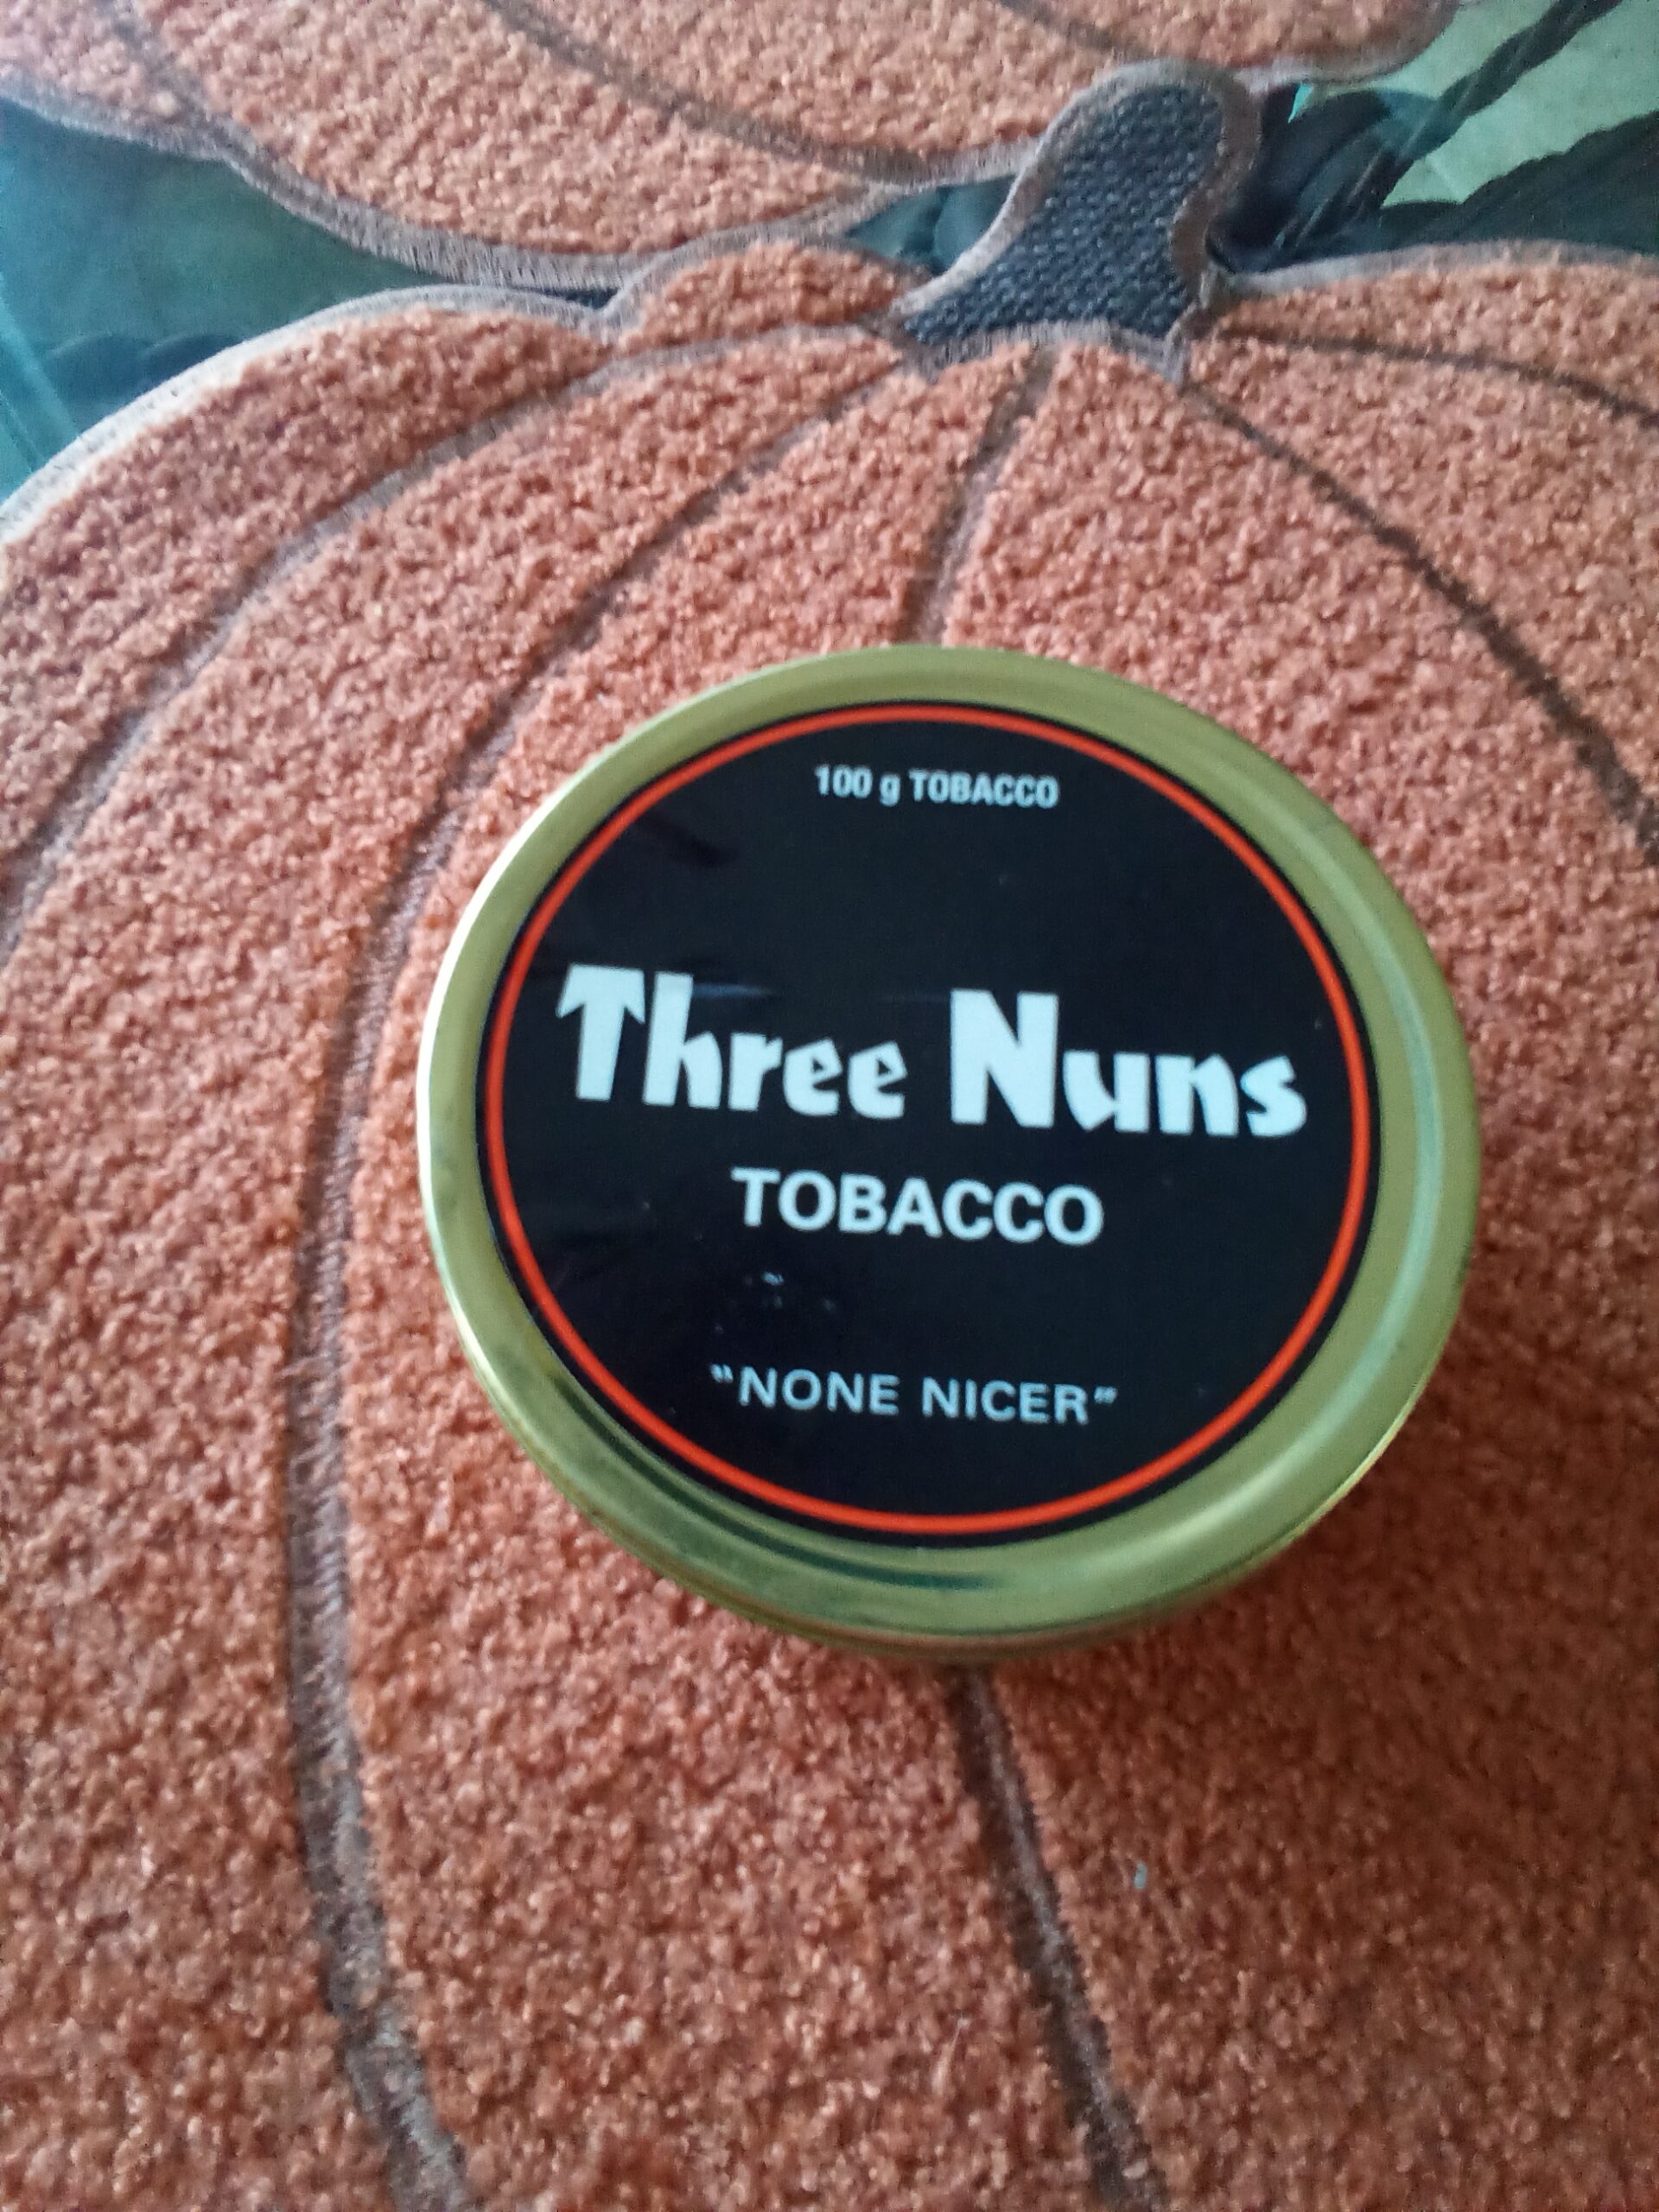 100 g TOBACCO
Three Nuns
TOBACCO
"NONE NICER"